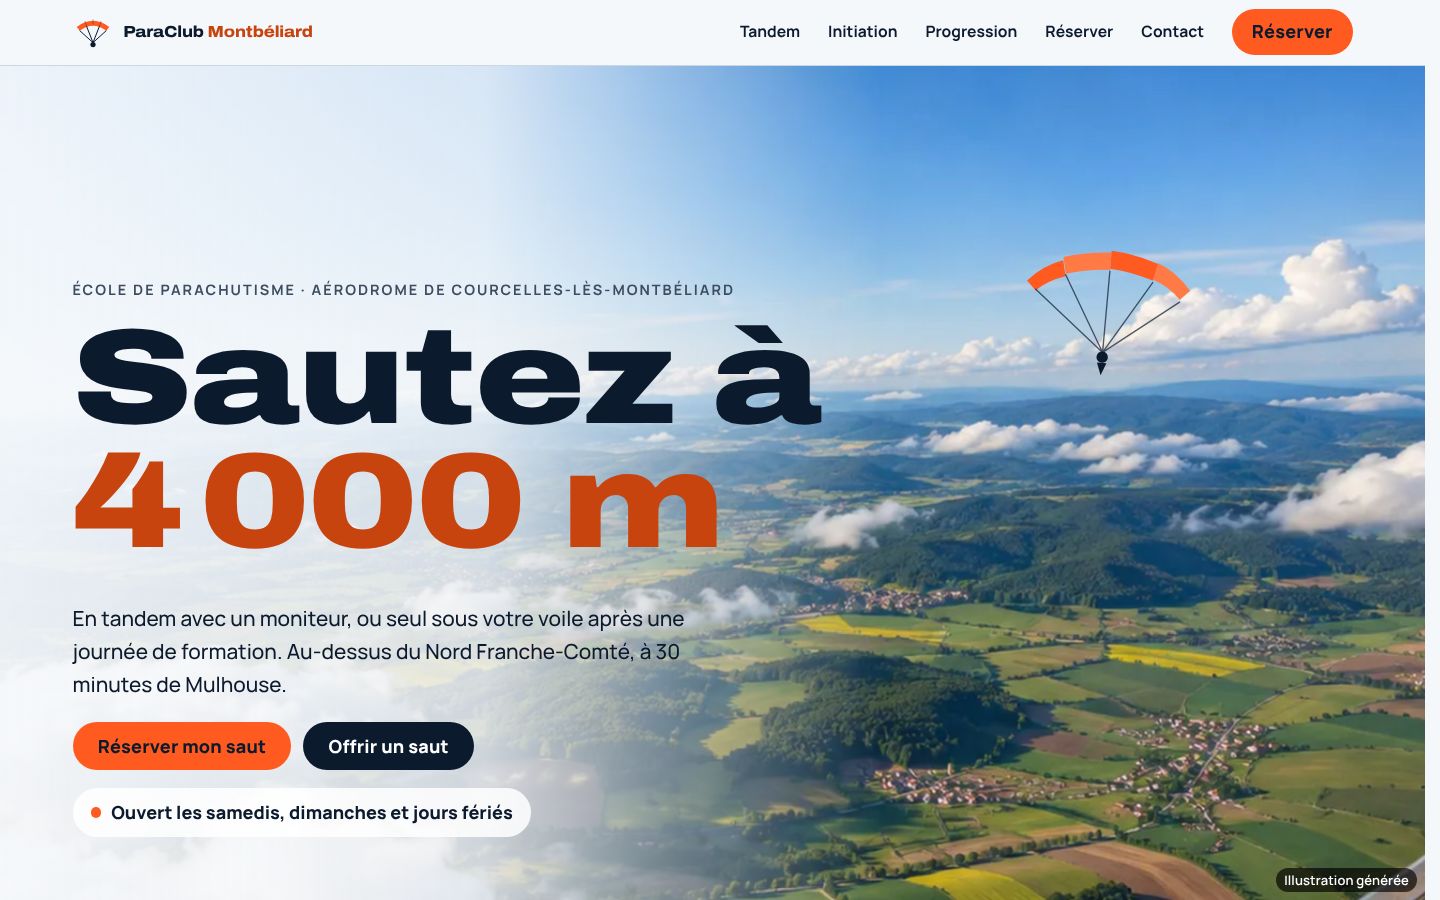 ParaClub Montbéliard
Tandem
Initiation
Progression
Réserver
Contact
Réserver
ÉCOLE DE PARACHUTISME · AÉRODROME DE COURCELLES-LÈS-MONTBÉLIARD
Sautez à
4 000 m
En tandem avec un moniteur, ou seul sous votre voile après une
journée de formation. Au-dessus du Nord Franche-Comté, à 30
minutes de Mulhouse.
Réserver mon saut
Offrir un saut
Ouvert les samedis, dimanches et jours fériés
Illustration générée